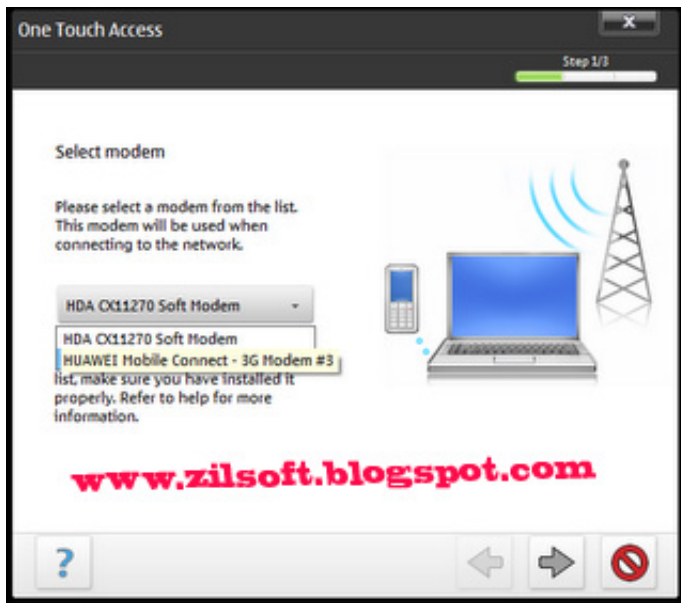 One Touch Access
x
Step 1/3
Select modem
Please select a modem from the list.
This modem will be used when
connecting to the network.
HDA CX11270 Soft Modem
HDA CX11270 Soft Modem
HUAWEI Mobile Connect - 3G Modem #3
list, make sure you have installed it
properly. Refer to help for more
information.
www.zilsoft.blogspot.com
?